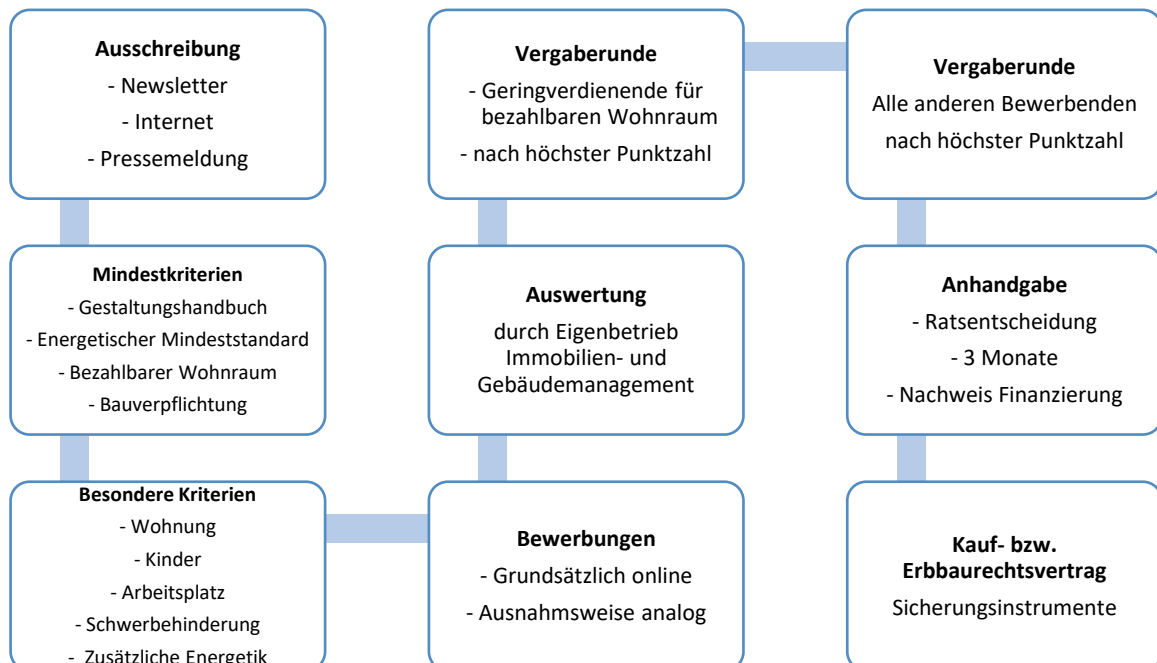 Ausschreibung
- Newsletter
- Internet
- Pressemeldung
Mindestkriterien
- Gestaltungshandbuch
- Energetischer Mindeststandard
- Bezahlbarer Wohnraum
- Bauverpflichtung
Besondere Kriterien
- Wohnung
- Kinder
- Arbeitsplatz
- Schwerbehinderung
- Zusätzliche Energetik
Bewerbungen
- Grundsätzlich online
- Ausnahmsweise analog
Auswertung
durch Eigenbetrieb
Immobilien- und
Gebäudemanagement
Vergaberunde
- Geringverdienende für
bezahlbaren Wohnraum
- nach höchster Punktzahl
Vergaberunde
Alle anderen Bewerbenden
nach höchster Punktzahl
Anhandgabe
- Ratsentscheidung
- 3 Monate
- Nachweis Finanzierung
Kauf- bzw.
Erbbaurechtsvertrag
Sicherungsinstrumente